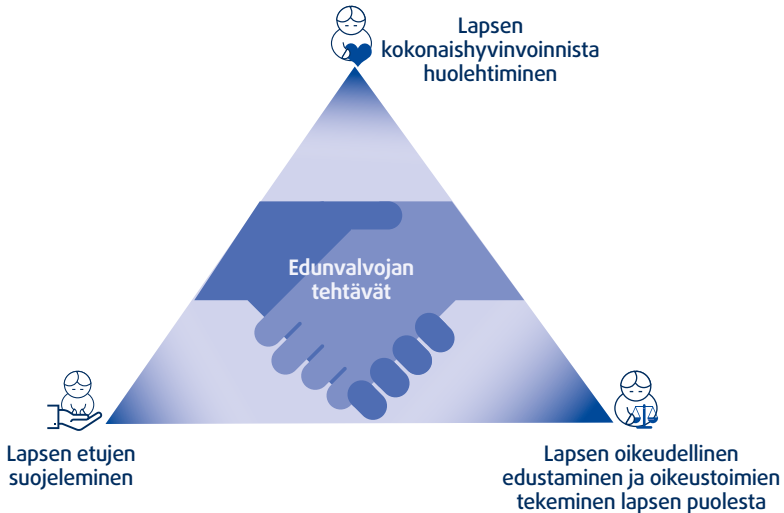 Lapsen
kokonaishyvinvoinnista
huolehtiminen
Edunvalvojan
tehtävät
Lapsen etujen
suojeleminen
Lapsen oikeudellinen
edustaminen ja oikeustoimien
tekeminen lapsen puolesta